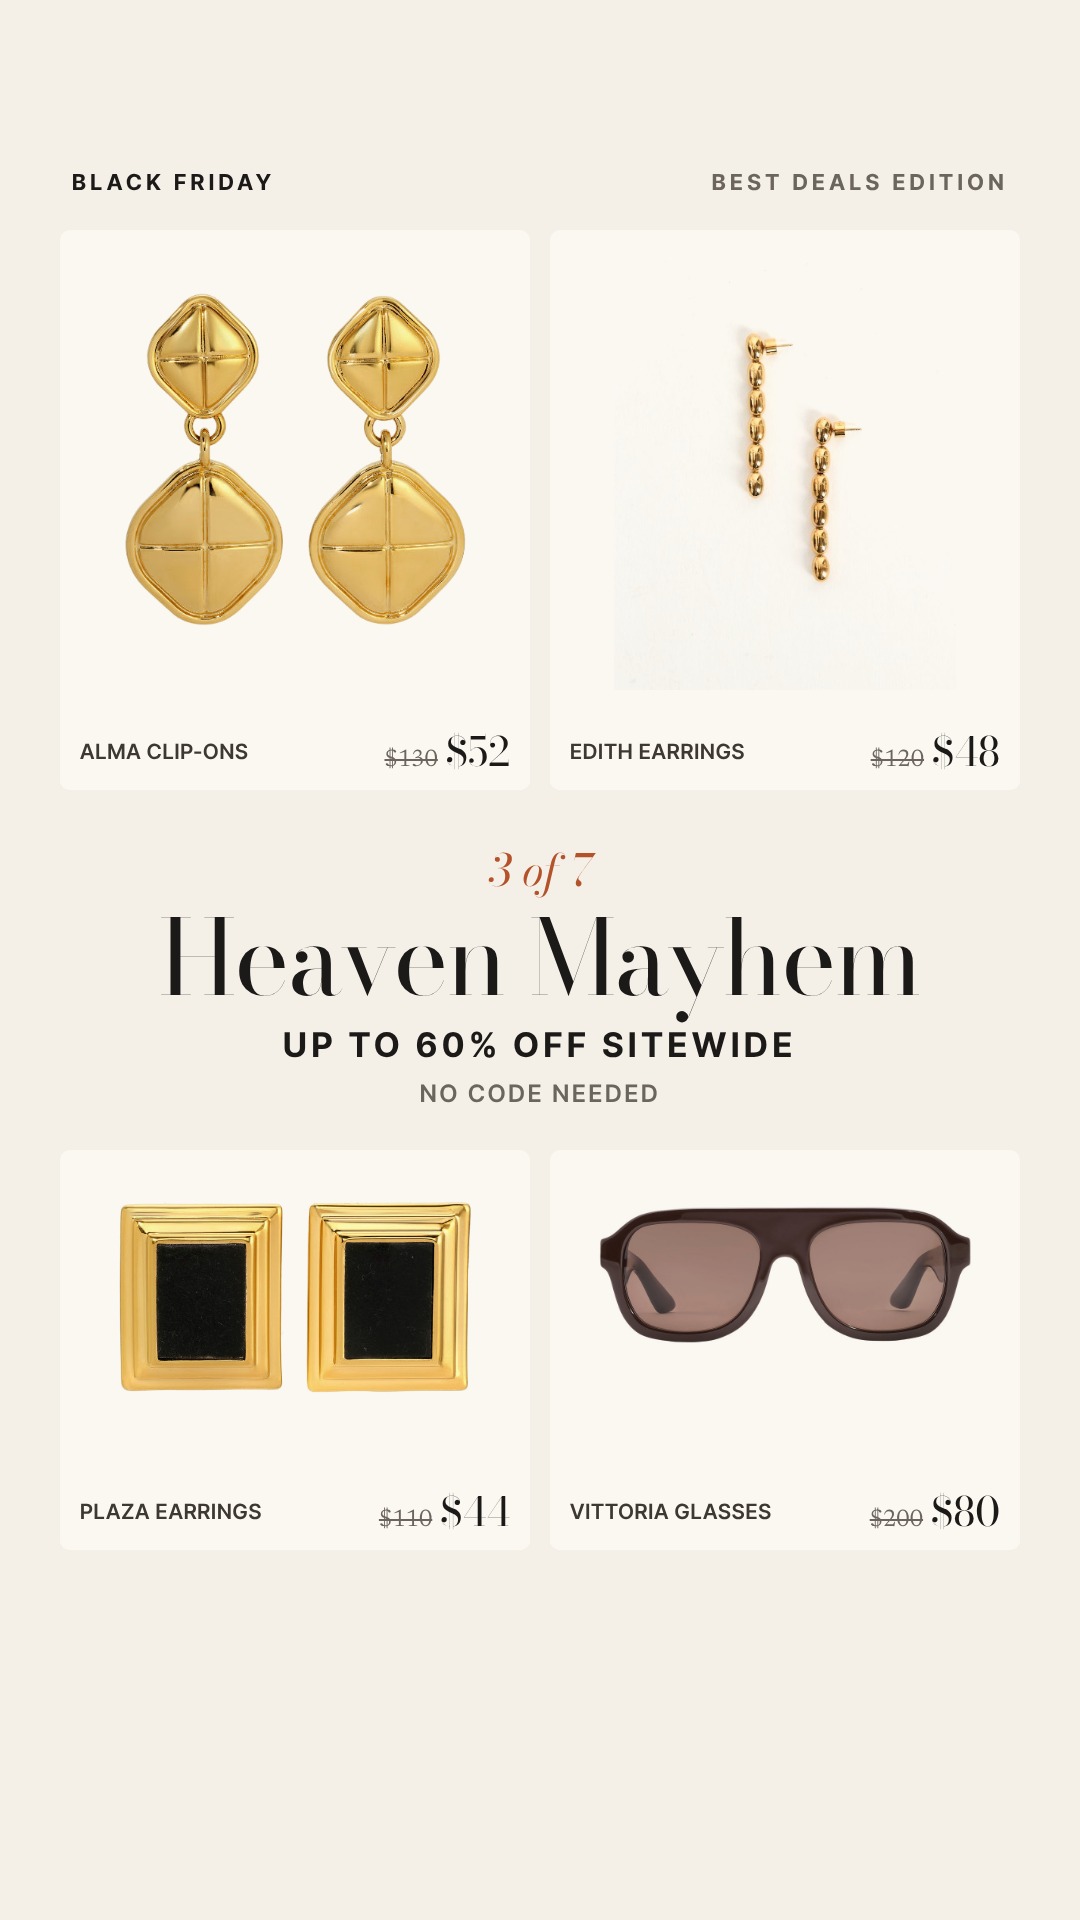 BLACK FRIDAY
BEST DEALS EDITION
ALMA CLIP-ONS $130 $52
EDITH EARRINGS $120 $48
3 of 7
Heaven Mayhem
UP TO 60% OFF SITEWIDE
NO CODE NEEDED
PLAZA EARRINGS $110 $44
VITTORIA GLASSES $200 $80